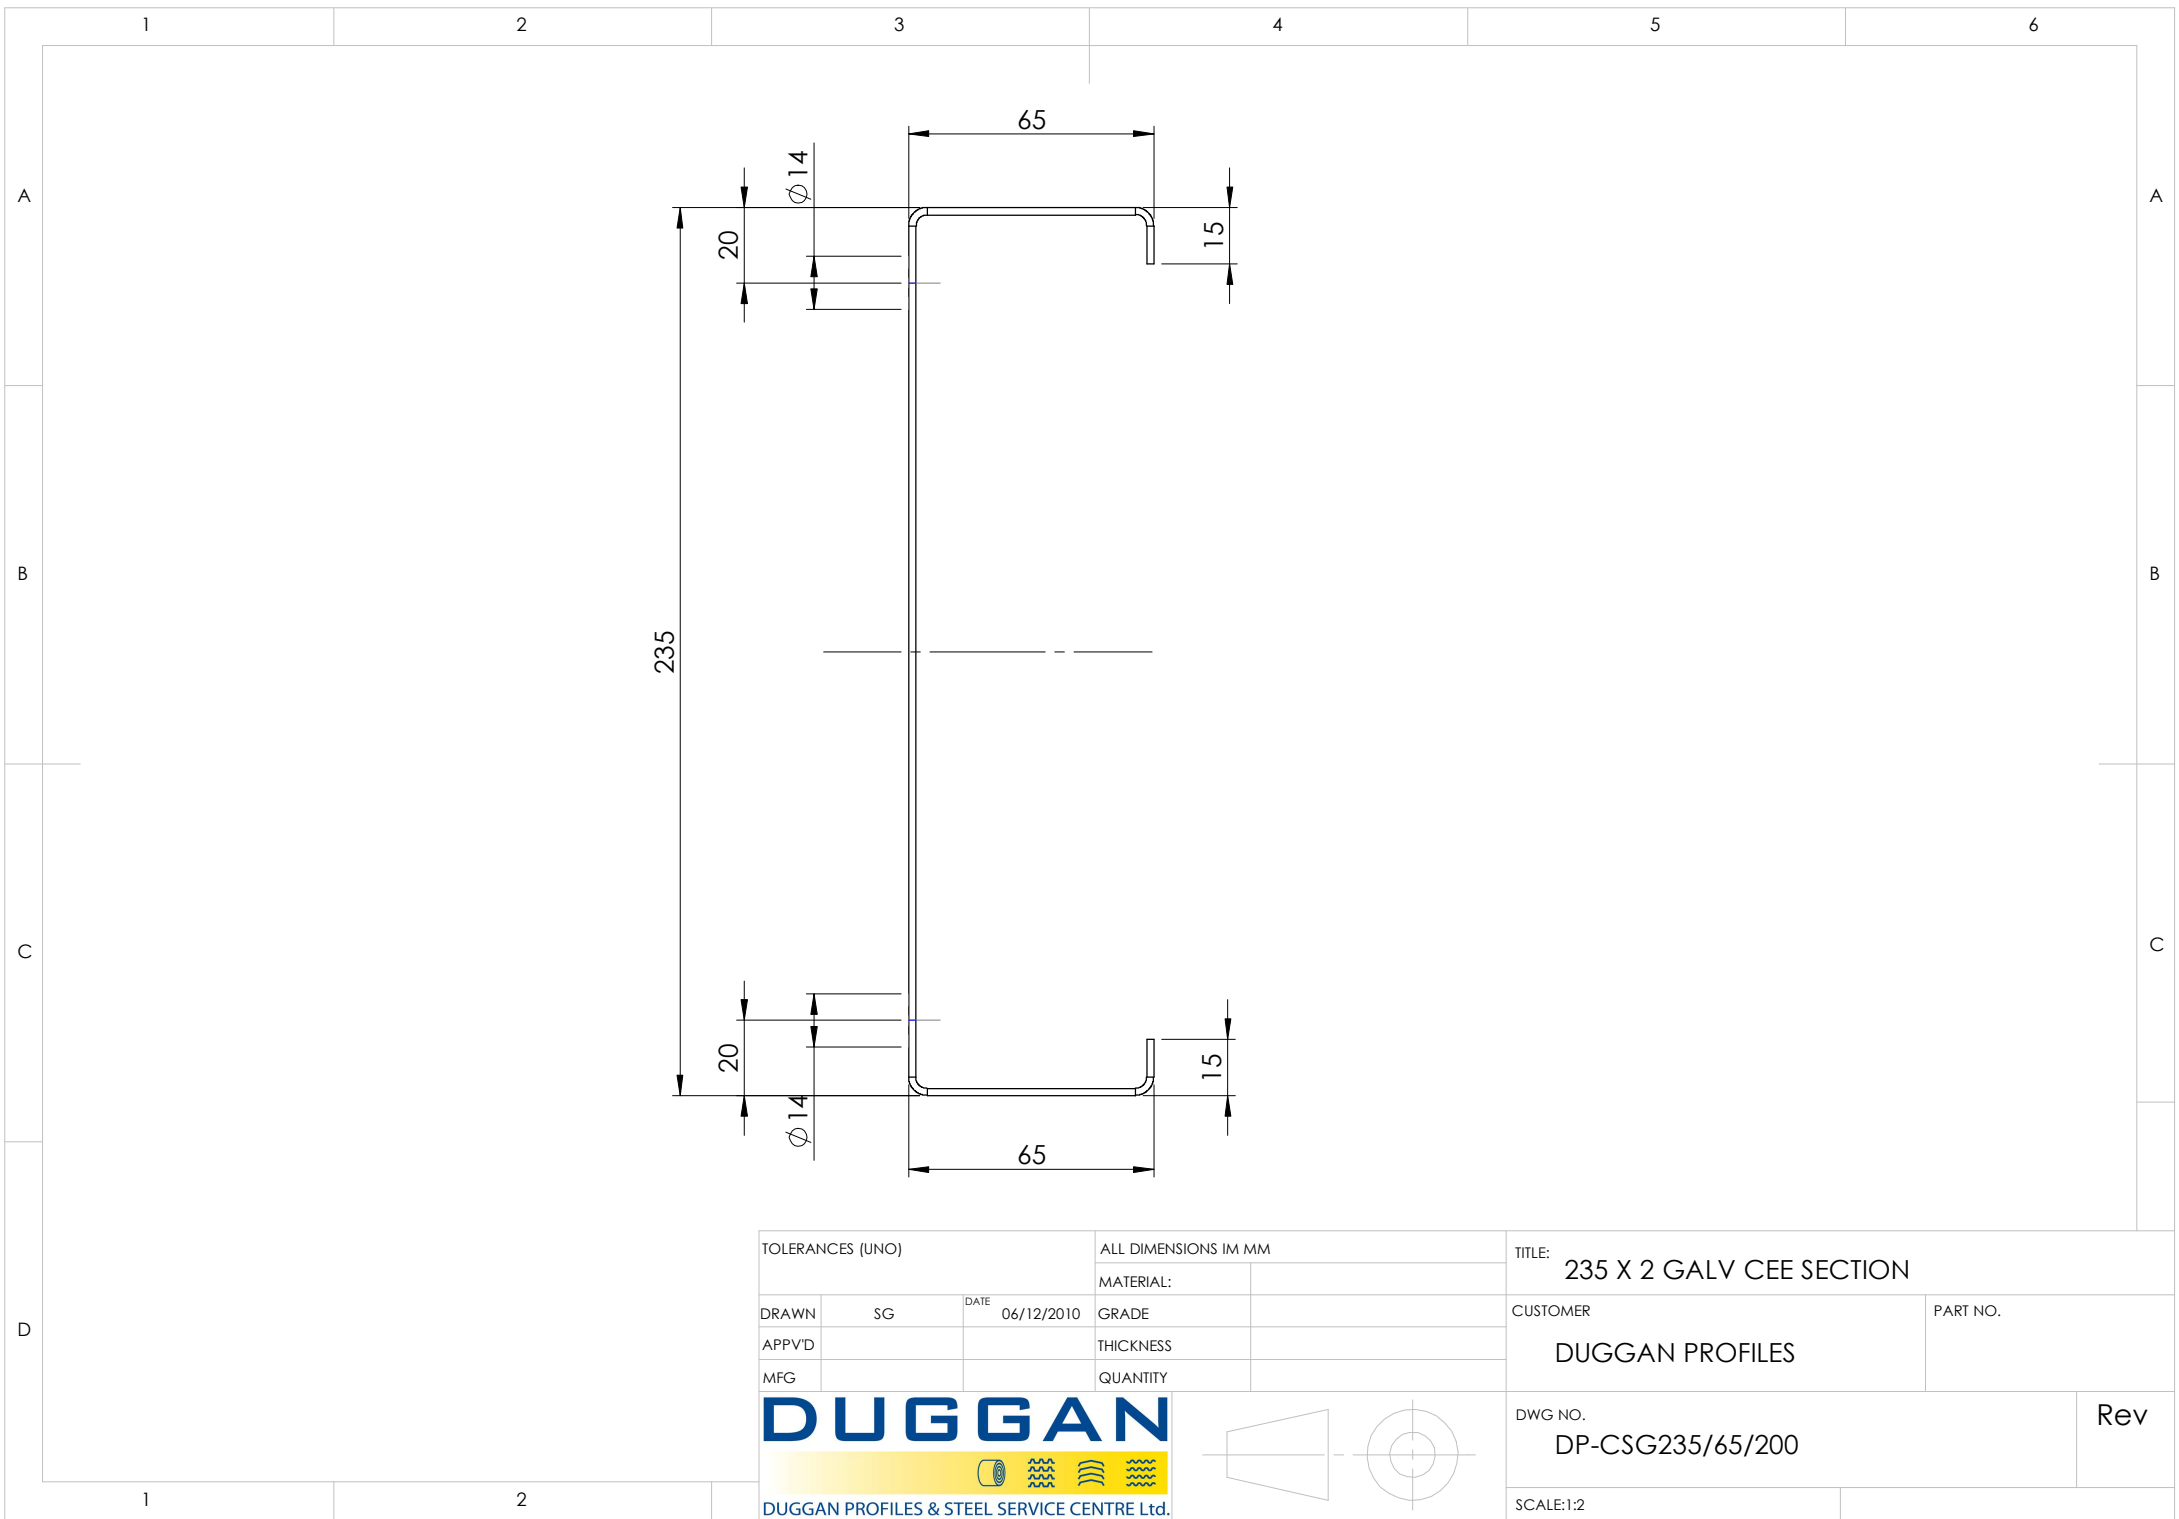 1 2 3 4 5 6
65
Ø14
A A
20 15
B B
235
C C
20 15
Ø14
65
TOLERANCES (UNO) ALL DIMENSIONS IM MM TITLE: 235 X 2 GALV CEE SECTION
MATERIAL:
DRAWN SG DATE 06/12/2010 GRADE CUSTOMER PART NO.
D
APPV'D THICKNESS DUGGAN PROFILES
MFG QUANTITY
DUGGAN DWG NO. Rev
DP-CSG235/65/200
1 2 DUGGAN PROFILES & STEEL SERVICE CENTRE Ltd. SCALE:1:2